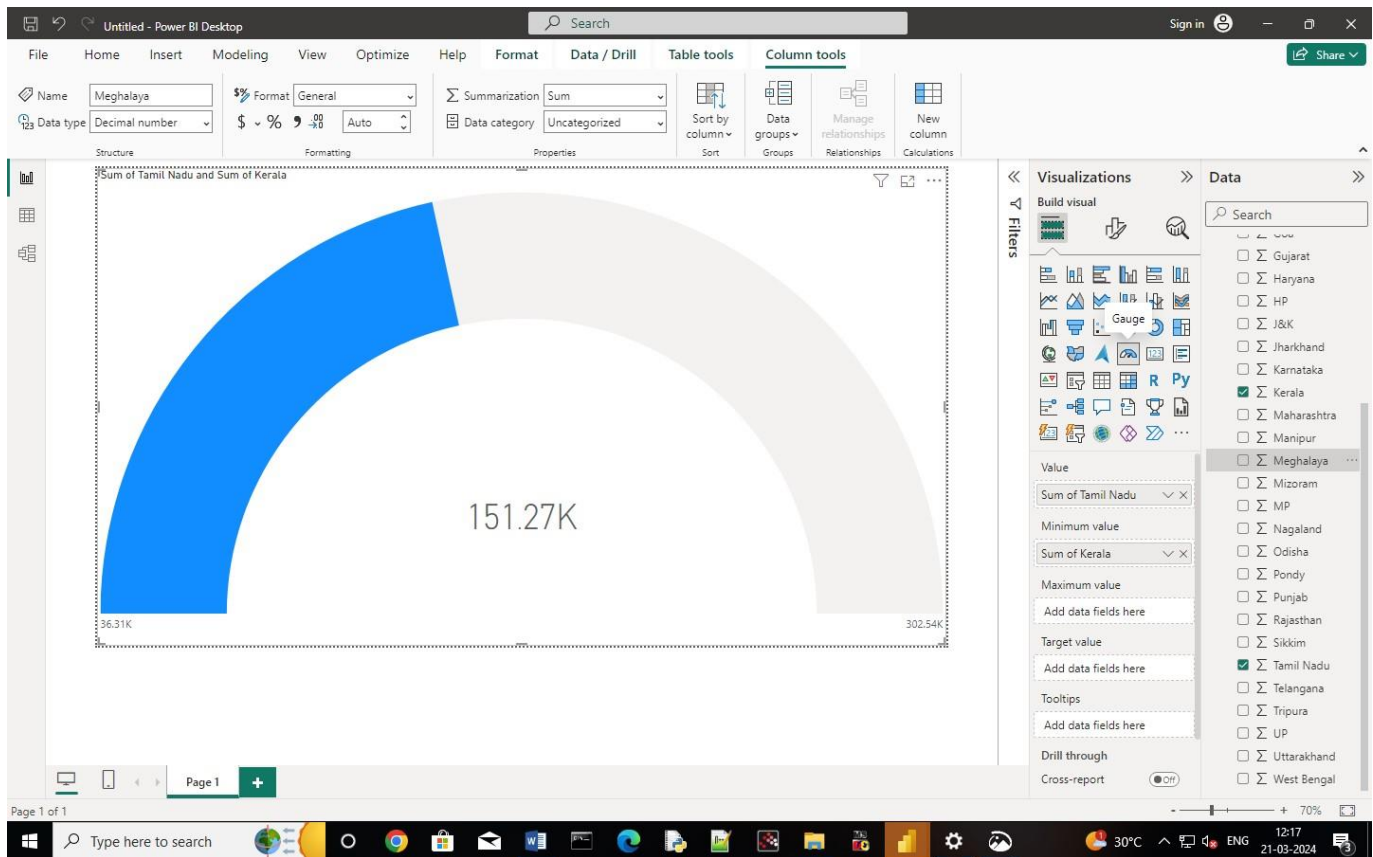 Untitled - Power BI Desktop
Search
Sign in
File Home Insert Modeling View Optimize Help Format Data / Drill Table tools Column tools
Share
Name Meghalaya
$% Format General
Summarization Sum
Data type Decimal number
$ % Auto
Data category Uncategorized
Sort by column
Data groups
Manage relationships
New column
Structure Formatting Properties Sort Groups Relationships Calculations
Sum of Tamil Nadu and Sum of Kerala
151.27K
36.31K
302.54K
Filters
Visualizations
Build visual
Gauge
123
R Py
Value
Sum of Tamil Nadu
Minimum value
Sum of Kerala
Maximum value
Add data fields here
Target value
Add data fields here
Tooltips
Add data fields here
Drill through
Cross-report Off
Data
Search
Gujarat
Haryana
HP
J&K
Jharkhand
Karnataka
Kerala
Maharashtra
Manipur
Meghalaya
Mizoram
MP
Nagaland
Odisha
Pondy
Punjab
Rajasthan
Sikkim
Tamil Nadu
Telangana
Tripura
UP
Uttarakhand
West Bengal
Page 1
Page 1 of 1
70%
Type here to search
30°C
ENG
12:17
21-03-2024
3